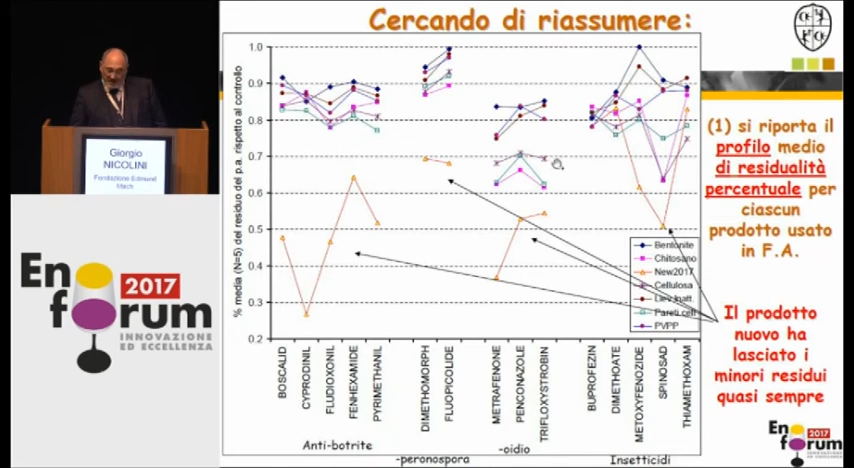 Cercando di riassumere:
Giorgio
NICOLINI
Fondazione Edmund
Mach
En
forum
2017
INNOVAZIONE
ED ECCELLENZA
% media (N=5) del residuo del p.a. rispetto al controllo
1.0
0.9
0.8
0.7
0.6
0.5
0.4
0.3
0.2
Bentonite
Chitosano
New2017
Cellulosa
Liev.Inatt.
Pareti cell
PVPP
BOSCALID
CYPRODINIL
FLUDIOXONIL
FENHEXAMIDE
PYRIMETHANIL
DIMETHOMORPH
FLUOPICOLIDE
METRAFENONE
PENCONAZOLE
TRIFLOXYSTROBIN
BUPROFEZIN
DIMETHOATE
METOXYFENOZIDE
SPINOSAD
THIAMETHOXAM
Anti-botrite
-peronospora
-oidio
Insetticidi
(1) si riporta il
profilo medio
di residualità
percentuale per
ciascun
prodotto usato
in F.A.
Il prodotto
nuovo ha
lasciato i
minori residui
quasi sempre
En
forum
2017